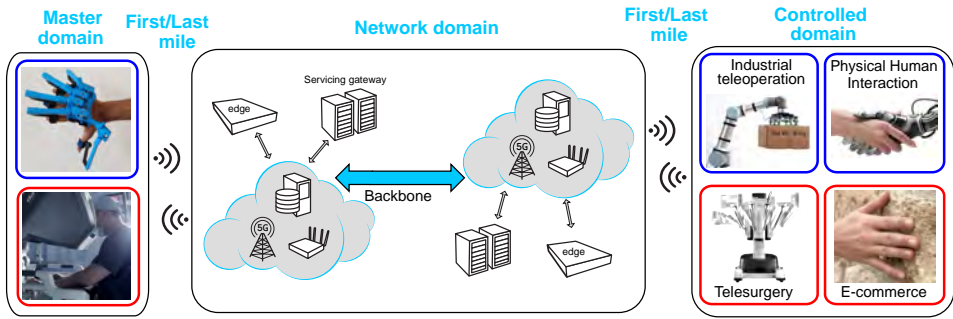 Master
domain
First/Last
mile
Network domain
First/Last
mile
Controlled
domain
Servicing gateway
edge
5G
Backbone
5G
edge
Industrial
teleoperation
Physical Human
Interaction
Telesurgery
E-commerce